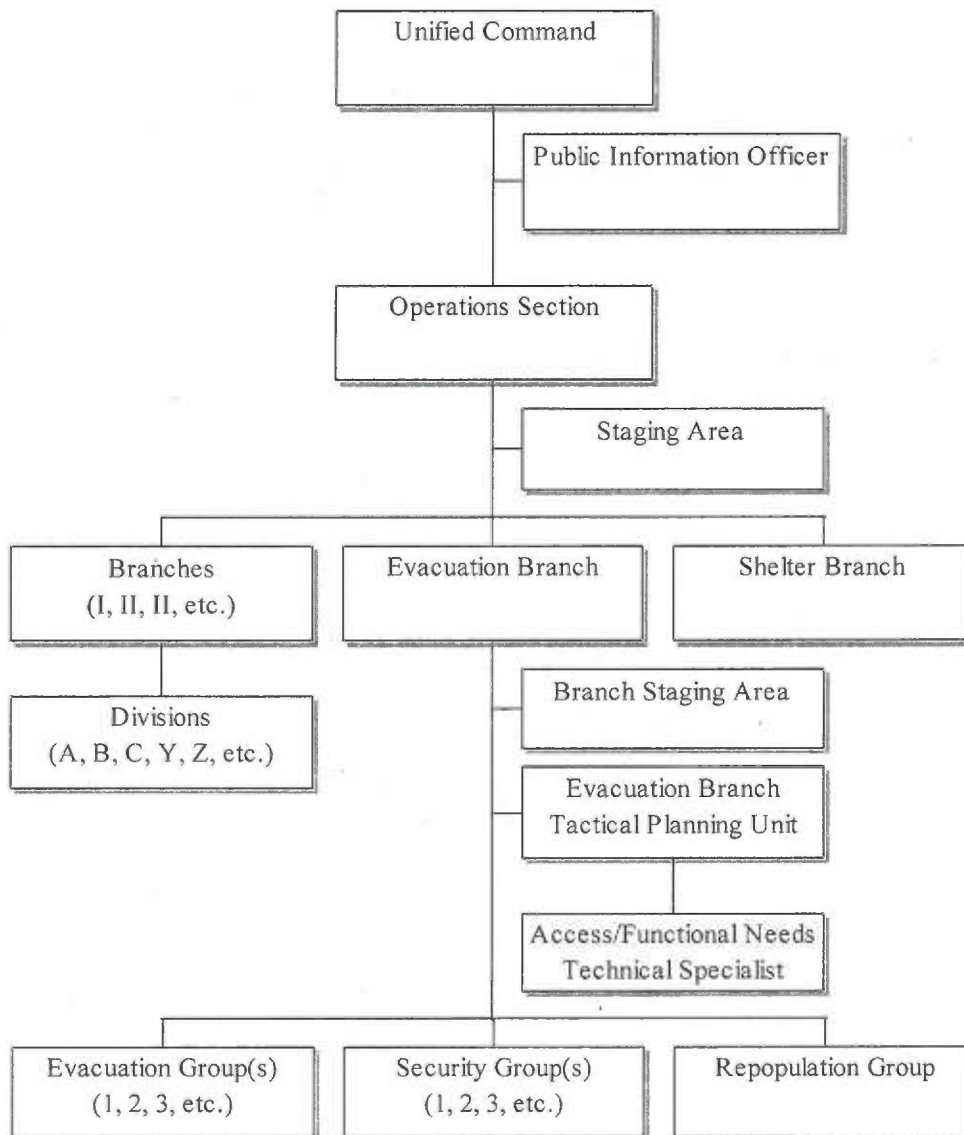 Unified Command
Public Information Officer
Operations Section
Staging Area
Branches
(I, II, II, etc.)
Evacuation Branch
Shelter Branch
Divisions
(A, B, C, Y, Z, etc.)
Branch Staging Area
Evacuation Branch
Tactical Planning Unit
Access/Functional Needs
Technical Specialist
Evacuation Group(s)
(1, 2, 3, etc.)
Security Group(s)
(1, 2, 3, etc.)
Repopulation Group